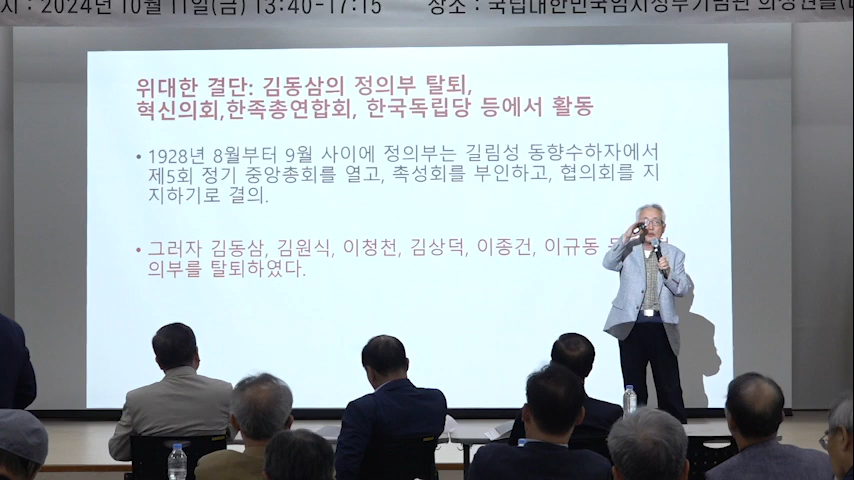 시 : 2024년 10월 11일(금) 13:40-17:15 장소 : 국립대한민국임시정부기념관 의정원홀
위대한 결단: 김동삼의 정의부 탈퇴,
혁신의회,한족총연합회, 한국독립당 등에서 활동
• 1928년 8월부터 9월 사이에 정의부는 길림성 동향수하자에서
제5회 정기 중앙총회를 열고, 촉성회를 부인하고, 협의회를 지
지하기로 결의.
• 그러자 김동삼, 김원식, 이청천, 김상덕, 이종건, 이규동
의부를 탈퇴하였다.